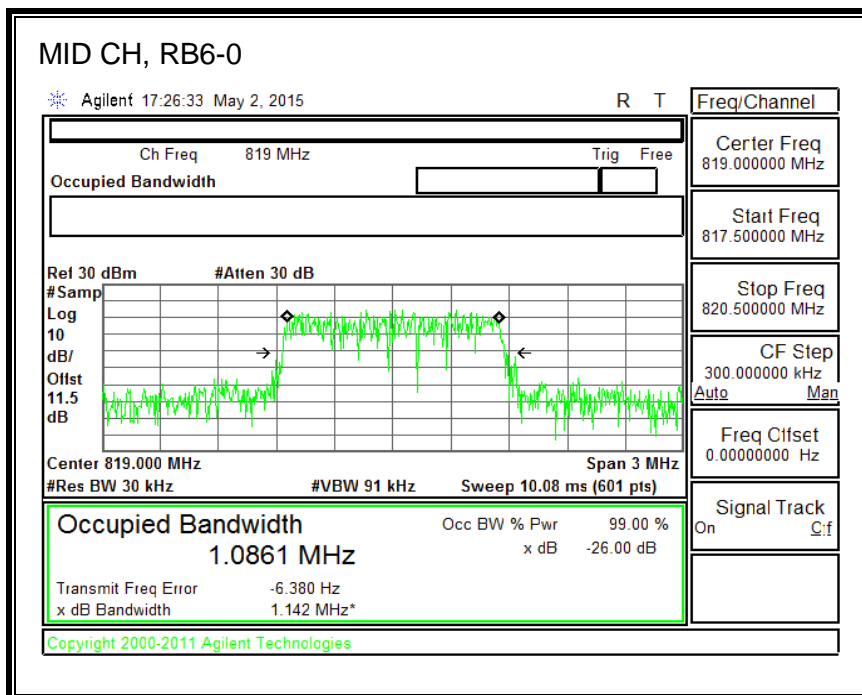 MID CH, RB6-0
Agilent 17:26:33 May 2, 2015 R T
Freq/Channel
Ch Freq 819 MHz Trig Free
Occupied Bandwidth
Center Freq
819.000000 MHz
Start Freq
817.500000 MHz
Stop Freq
820.500000 MHz
CF Step
300.000000 kHz
Auto Man
Freq Offset
0.00000000 Hz
Signal Track
On Off
Ref 30 dBm #Atten 30 dB
#Samp
Log
10
dB/
Offst
11.5
dB
Center 819.000 MHz Span 3 MHz
#Res BW 30 kHz #VBW 91 kHz Sweep 10.08 ms (601 pts)
Occupied Bandwidth
1.0861 MHz
Occ BW % Pwr 99.00 %
x dB -26.00 dB
Transmit Freq Error -6.380 Hz
x dB Bandwidth 1.142 MHz*
Copyright 2000-2011 Agilent Technologies